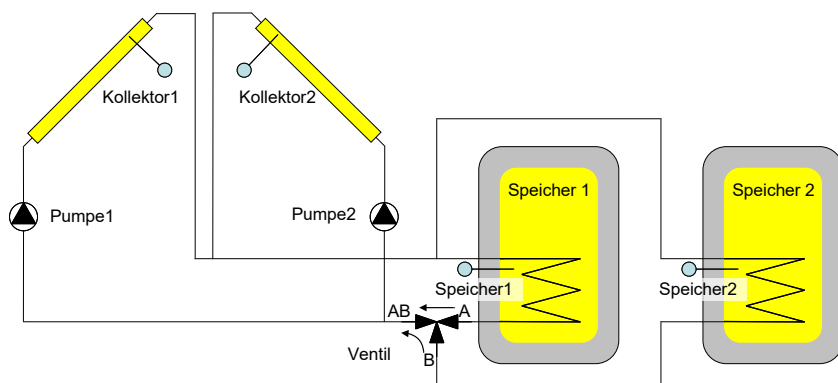 Kollektor1
Kollektor2
Speicher 1
Speicher 2
Pumpe1
Pumpe2
Speicher1
Speicher2
AB
A
Ventil
B